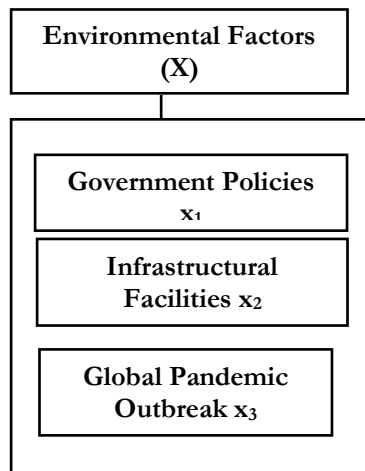 Environmental Factors
(X)
Government Policies
x₁
Infrastructural
Facilities x₂
Global Pandemic
Outbreak x₃